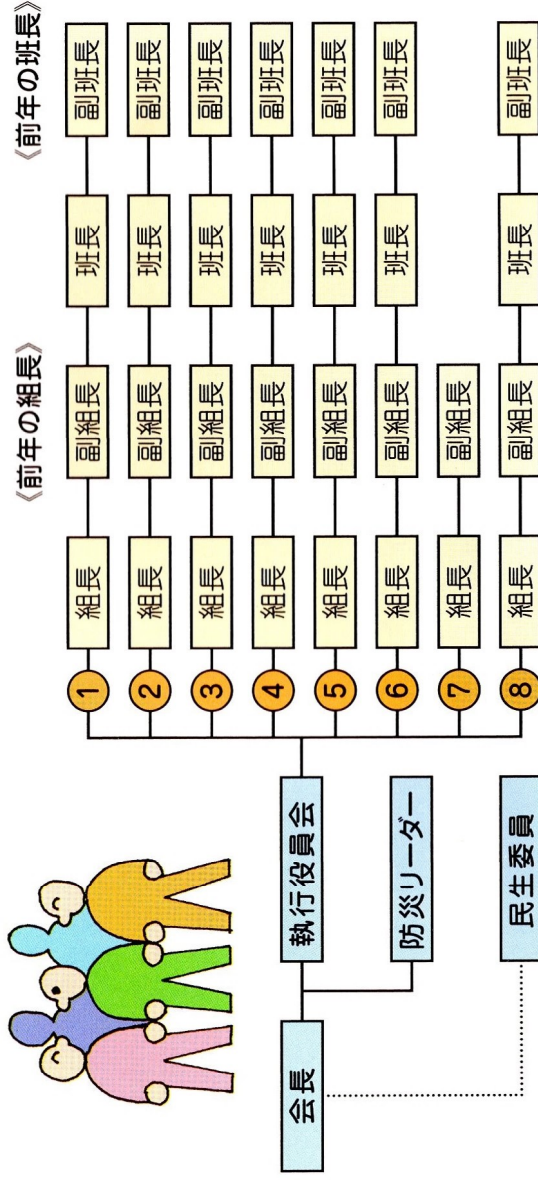 《前年の組長》
《前年の班長》
会長
執行役員会
防災リーダー
民生委員
1 組長 副組長 班長 副班長
2 組長 副組長 班長 副班長
3 組長 副組長 班長 副班長
4 組長 副組長 班長 副班長
5 組長 副組長 班長 副班長
6 組長 副組長 班長 副班長
7 組長 副組長
8 組長 副組長 班長 副班長